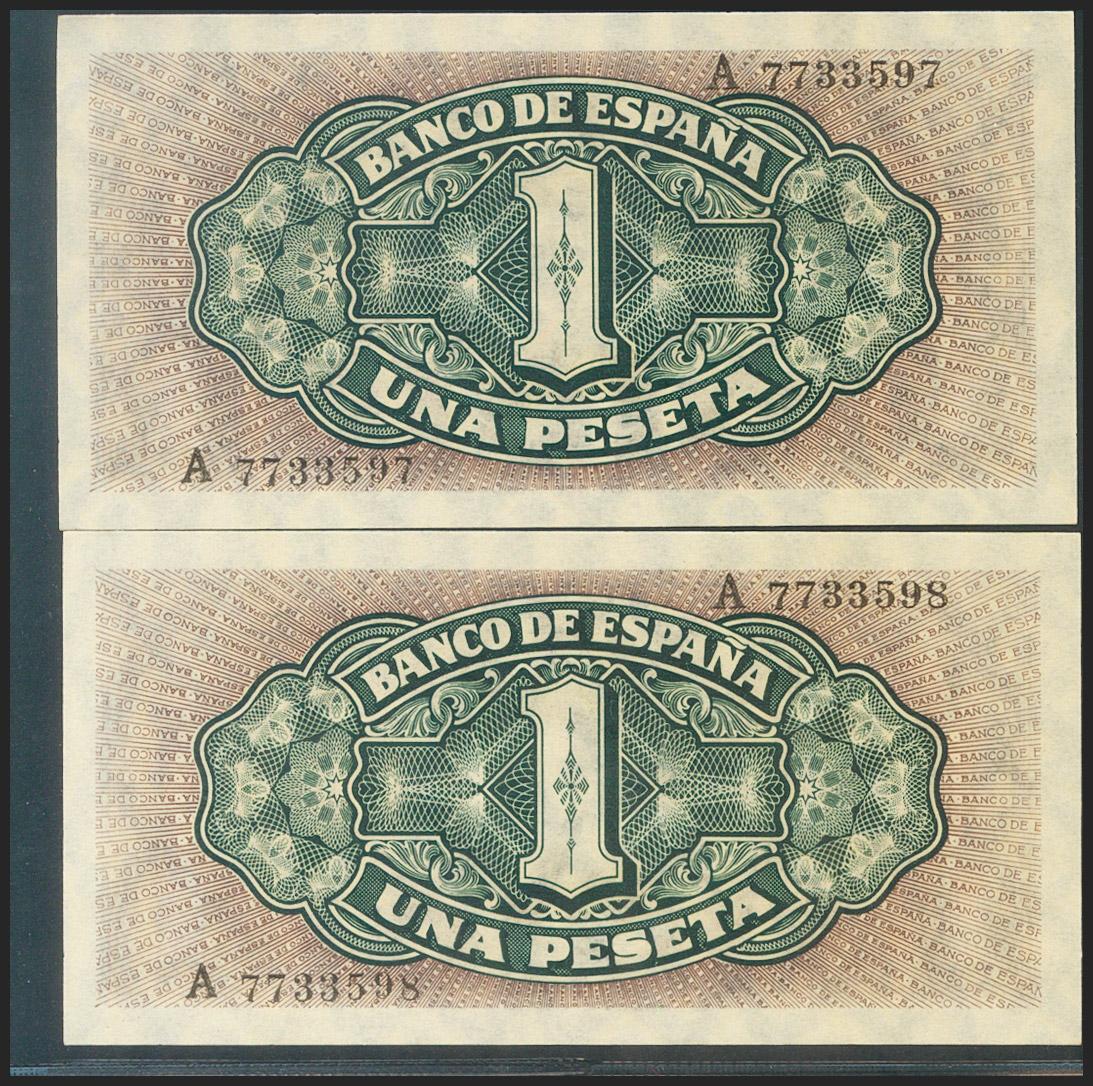 A 7733597
BANCO DE ESPAÑA
1
UNA PESETA
A 7733597
A 7733598
BANCO DE ESPAÑA
1
UNA PESETA
A 7733598